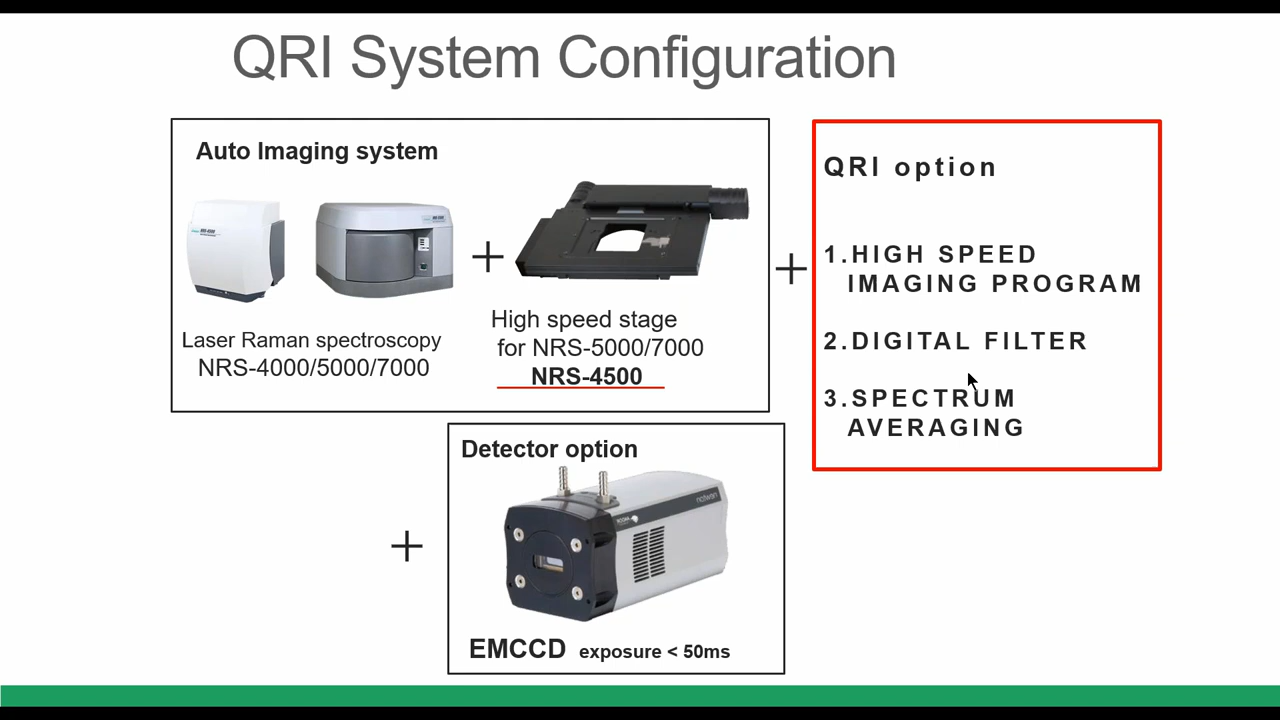 QRI System Configuration
Auto Imaging system
Laser Raman spectroscopy
NRS-4000/5000/7000
+
High speed stage
for NRS-5000/7000
NRS-4500
+
QRI option
1.HIGH SPEED
IMAGING PROGRAM
2.DIGITAL FILTER
3.SPECTRUM
AVERAGING
+
Detector option
EMCCD exposure < 50ms